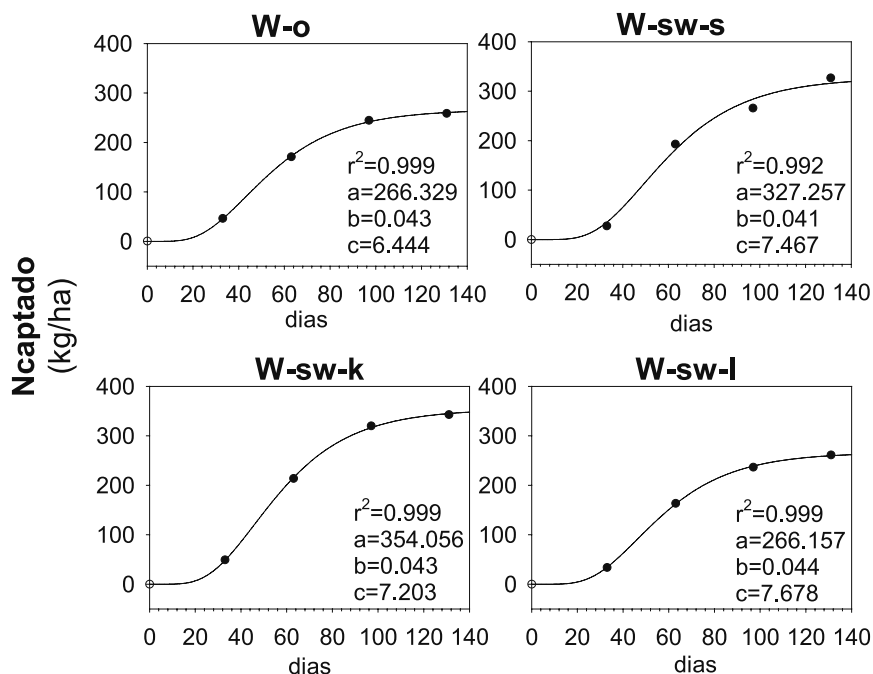 W-o
400
300
200
100
0
r²=0.999
a=266.329
b=0.043
c=6.444
0 20 40 60 80 100 120 140
dias
W-sw-s
400
300
200
100
0
r²=0.992
a=327.257
b=0.041
c=7.467
0 20 40 60 80 100 120 140
dias
Ncaptado
(kg/ha)
W-sw-k
400
300
200
100
0
r²=0.999
a=354.056
b=0.043
c=7.203
0 20 40 60 80 100 120 140
dias
W-sw-l
400
300
200
100
0
r²=0.999
a=266.157
b=0.044
c=7.678
0 20 40 60 80 100 120 140
dias